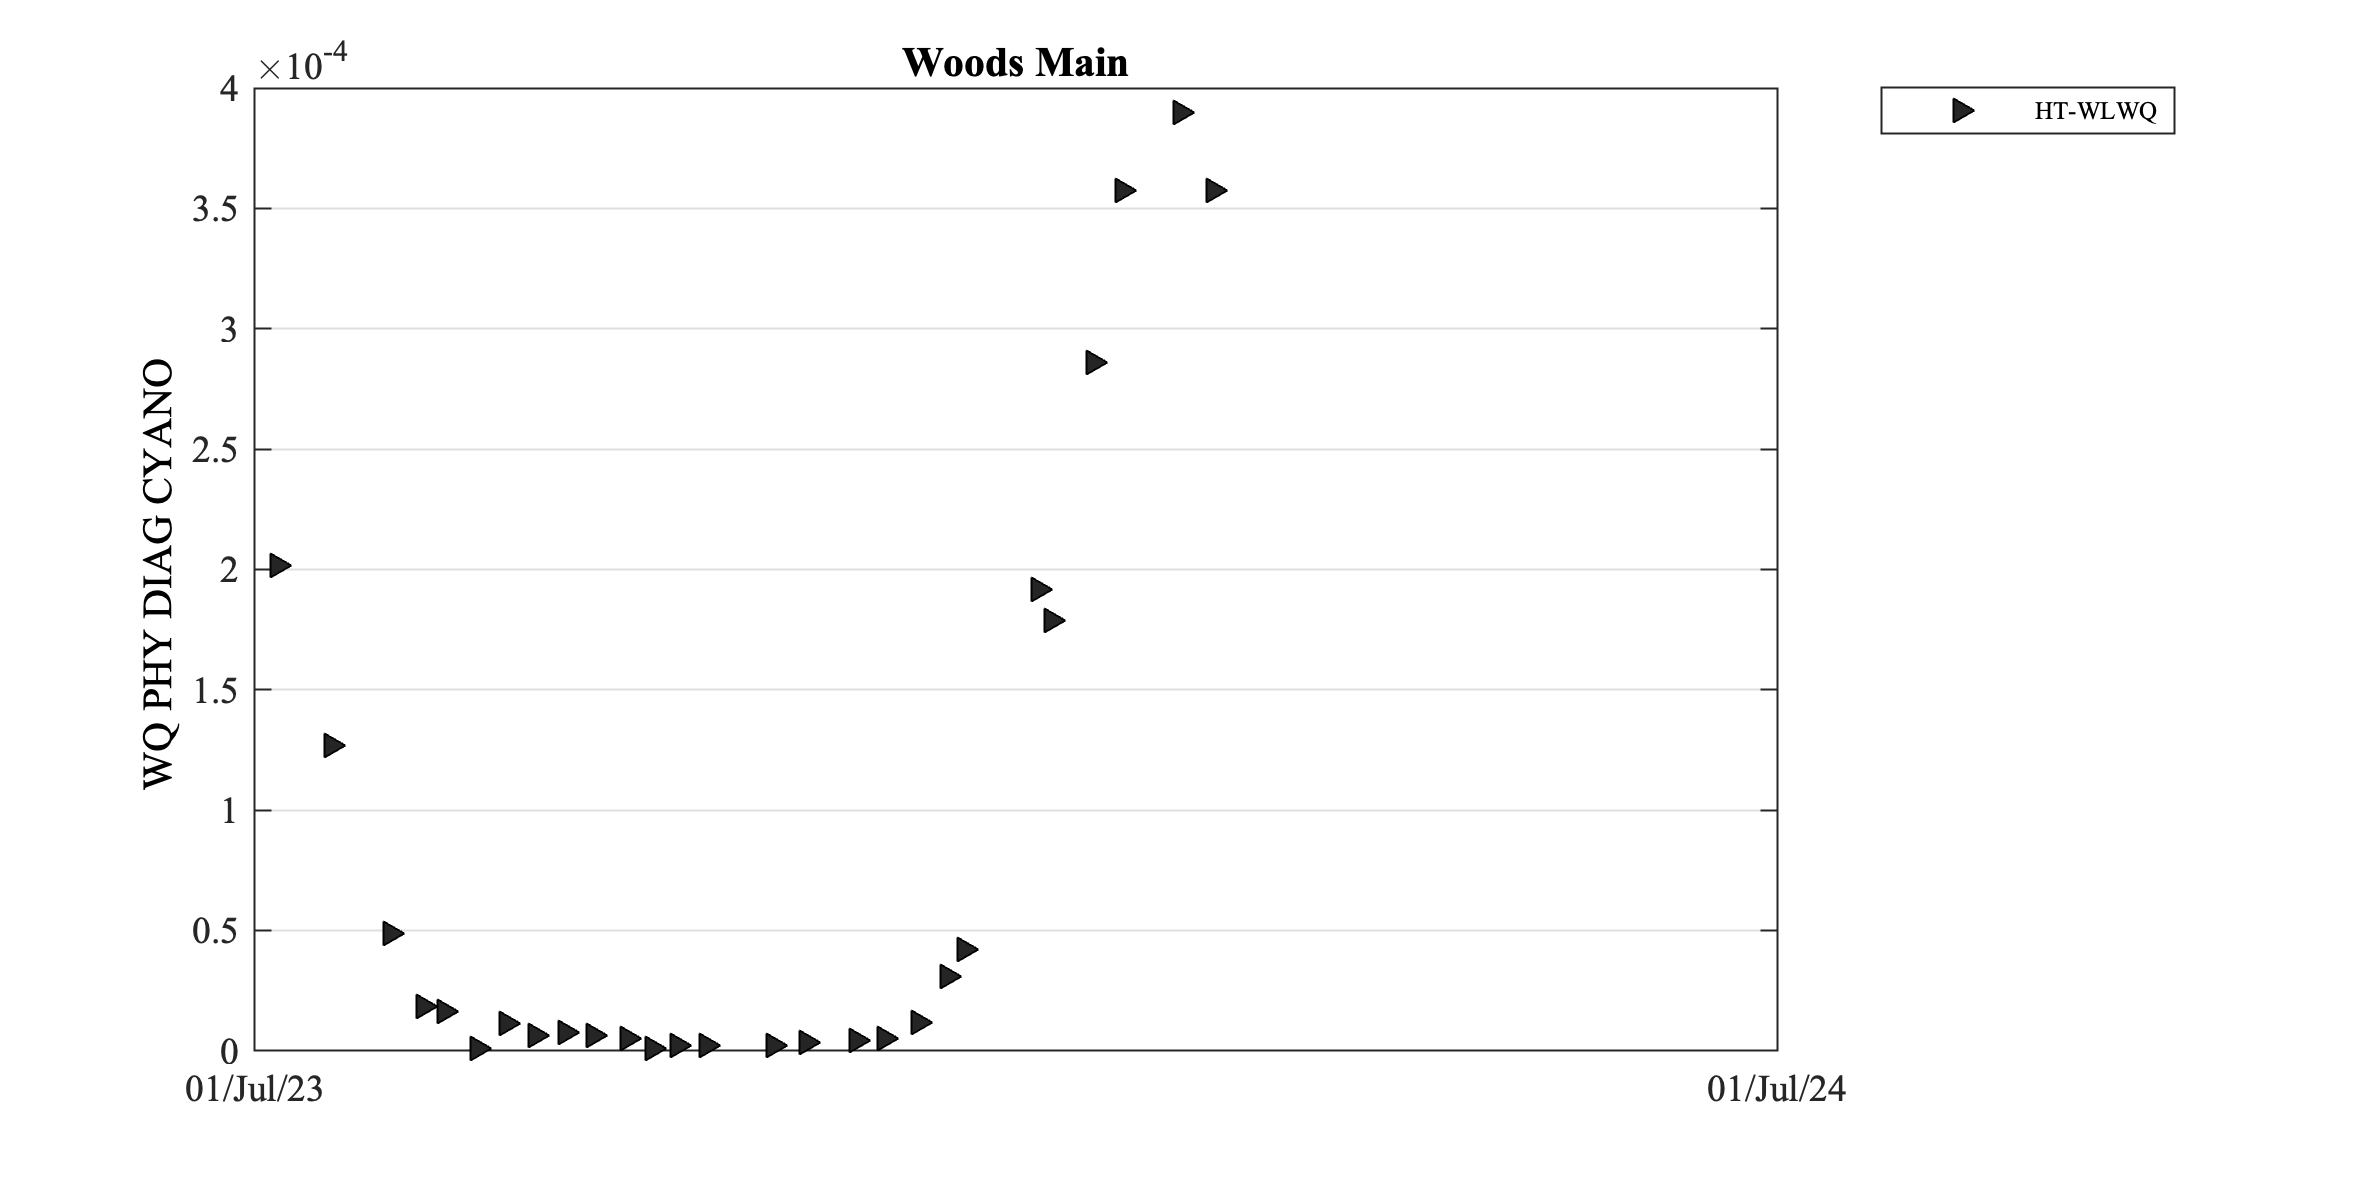 Woods Main
×10-4
4
3.5
3
2.5
2
1.5
1
0.5
0
WQ PHY DIAG CYANO
01/Jul/23
01/Jul/24
HT-WLWQ